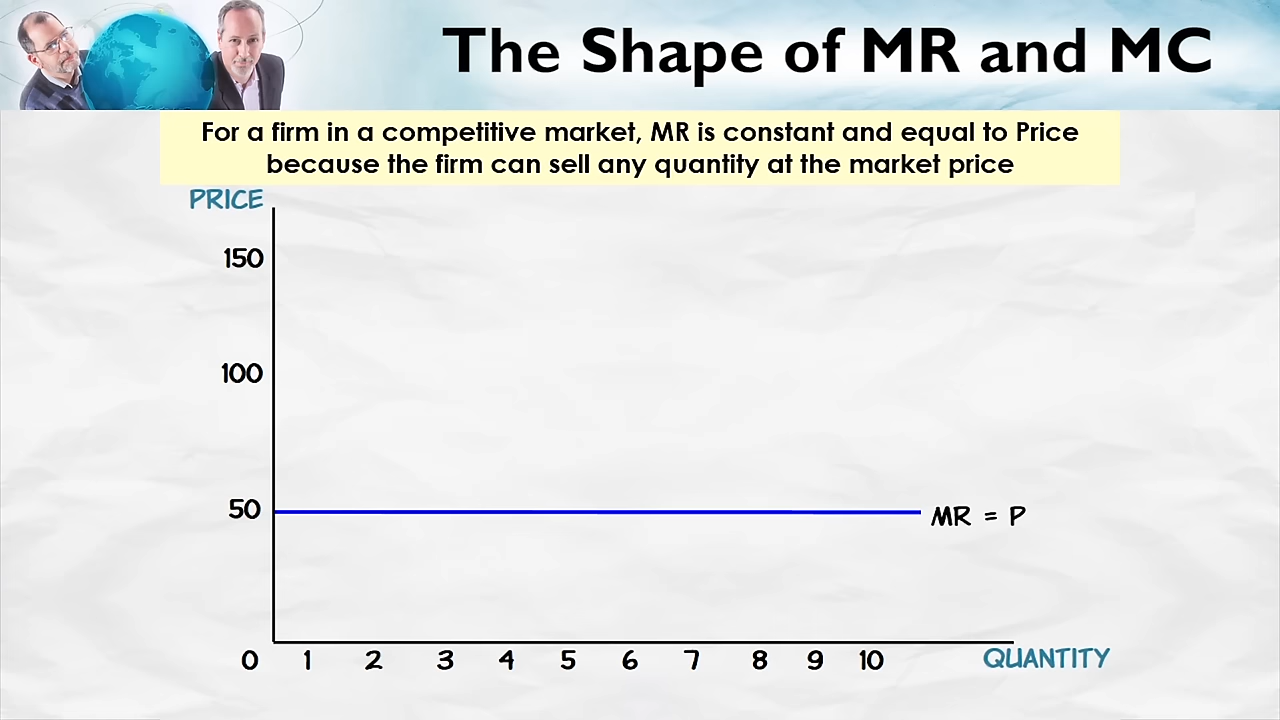 The Shape of MR and MC
For a firm in a competitive market, MR is constant and equal to Price
because the firm can sell any quantity at the market price
PRICE
150
100
50
MR = P
0 1 2 3 4 5 6 7 8 9 10
QUANTITY